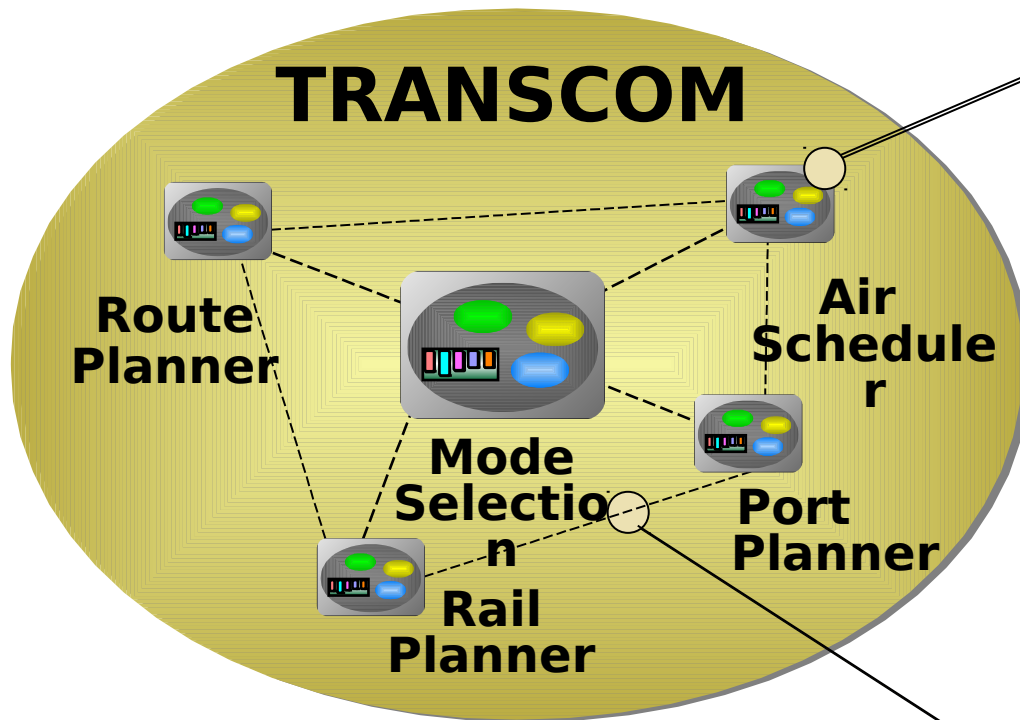 TRANSCOM
Route
Planner
Air
Schedule
r
Mode
Selectio
n
Port
Planner
Rail
Planner